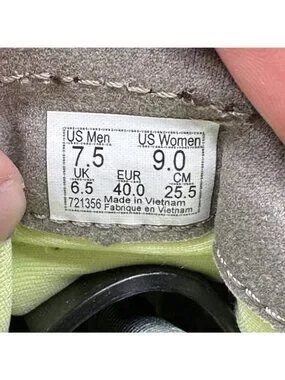 US Men US Women
7.5 9.0
UK EUR CM
6.5 40.0 25.5
721356 Made in Vietnam
Fabrique en Vietnam